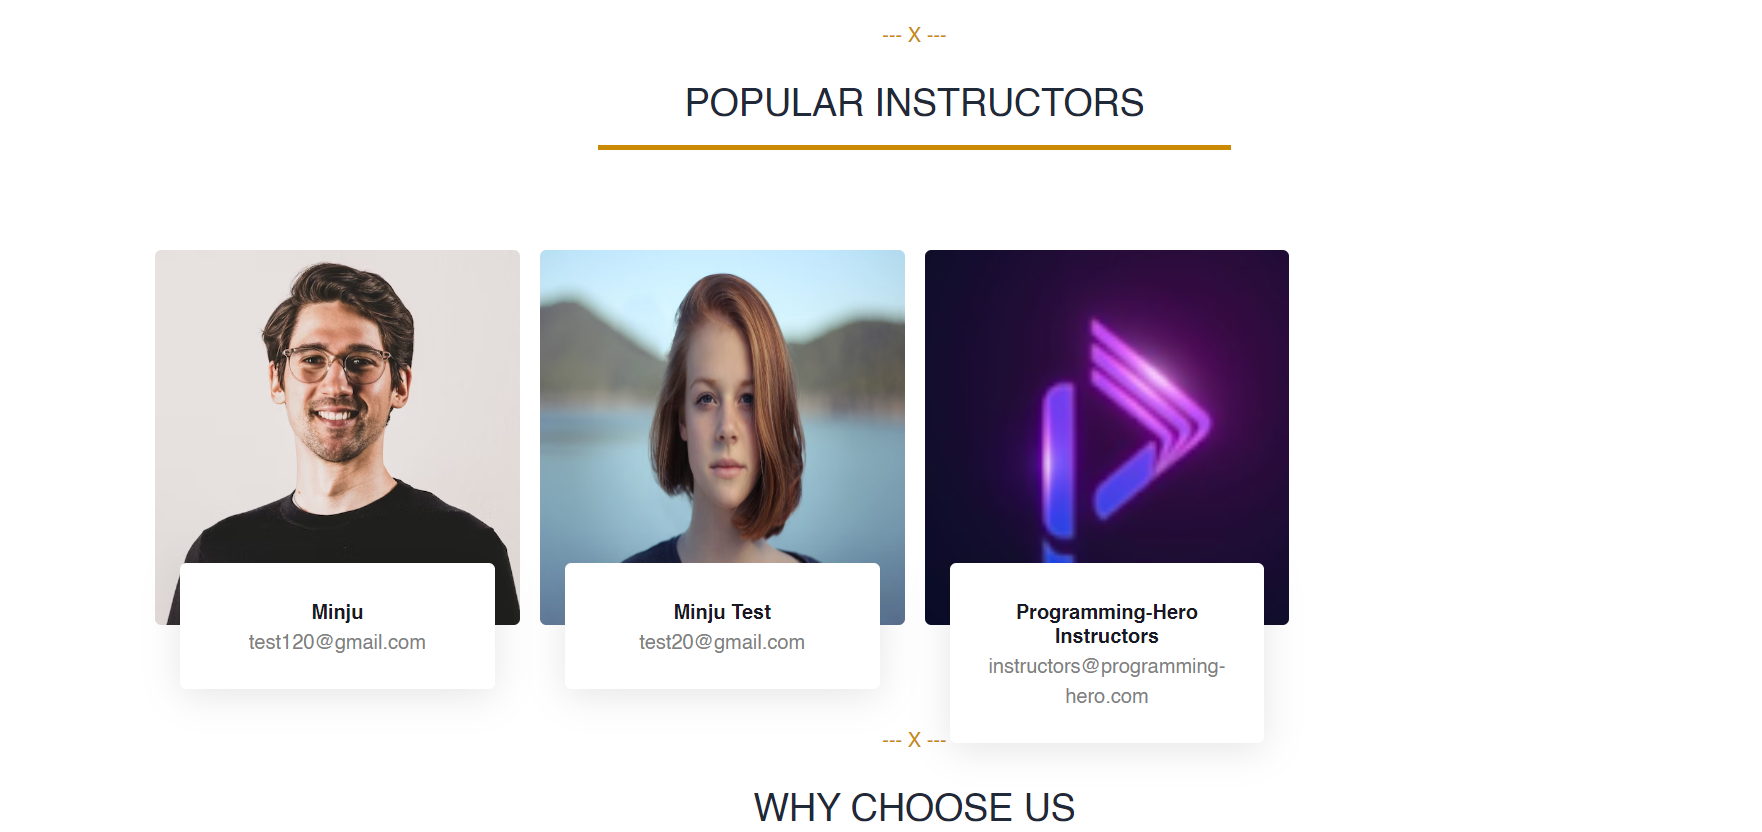 --- X ---
POPULAR INSTRUCTORS
Minju
test120@gmail.com
Minju Test
test20@gmail.com
Programming-Hero
Instructors
instructors@programming-
hero.com
--- X ---
WHY CHOOSE US